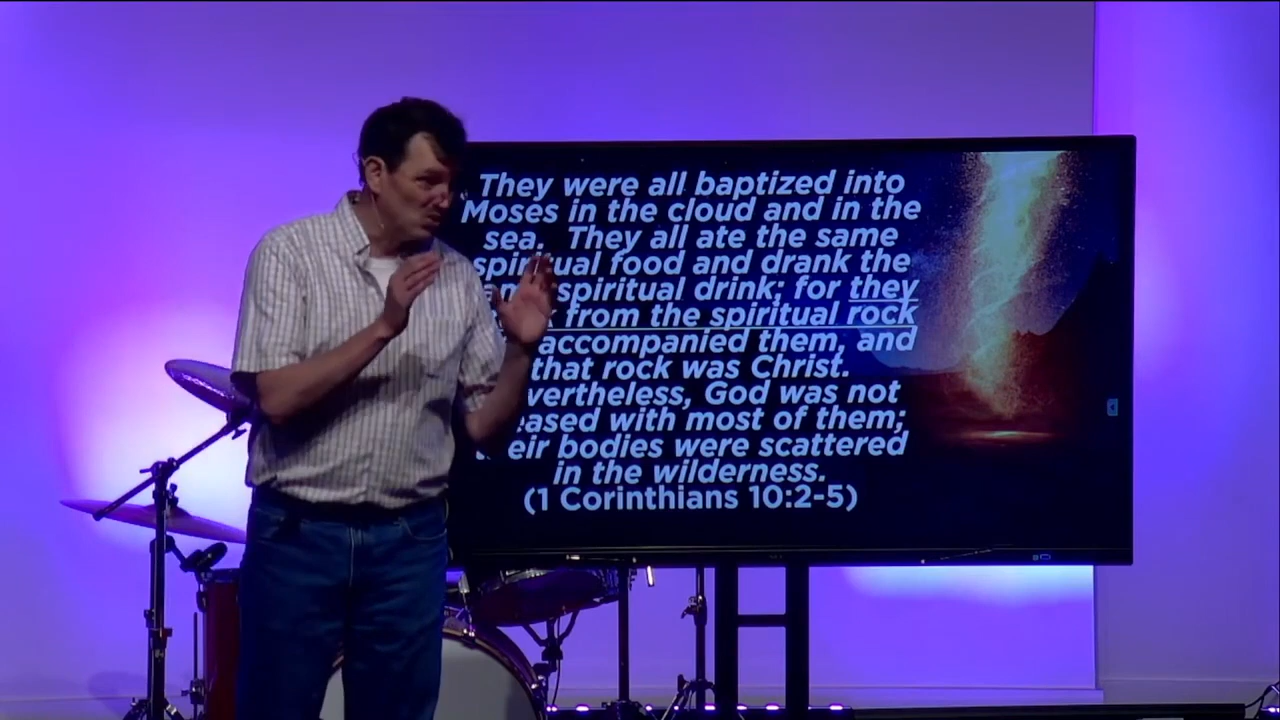 They were all baptized into
Moses in the cloud and in the
sea. They all ate the same
spiritual food and drank the
spiritual drink; for they
from the spiritual rock
accompanied them, and
that rock was Christ.
God was not
with most of them;
bodies were scattered
in the wilderness.
(1 Corinthians 10:2-5)